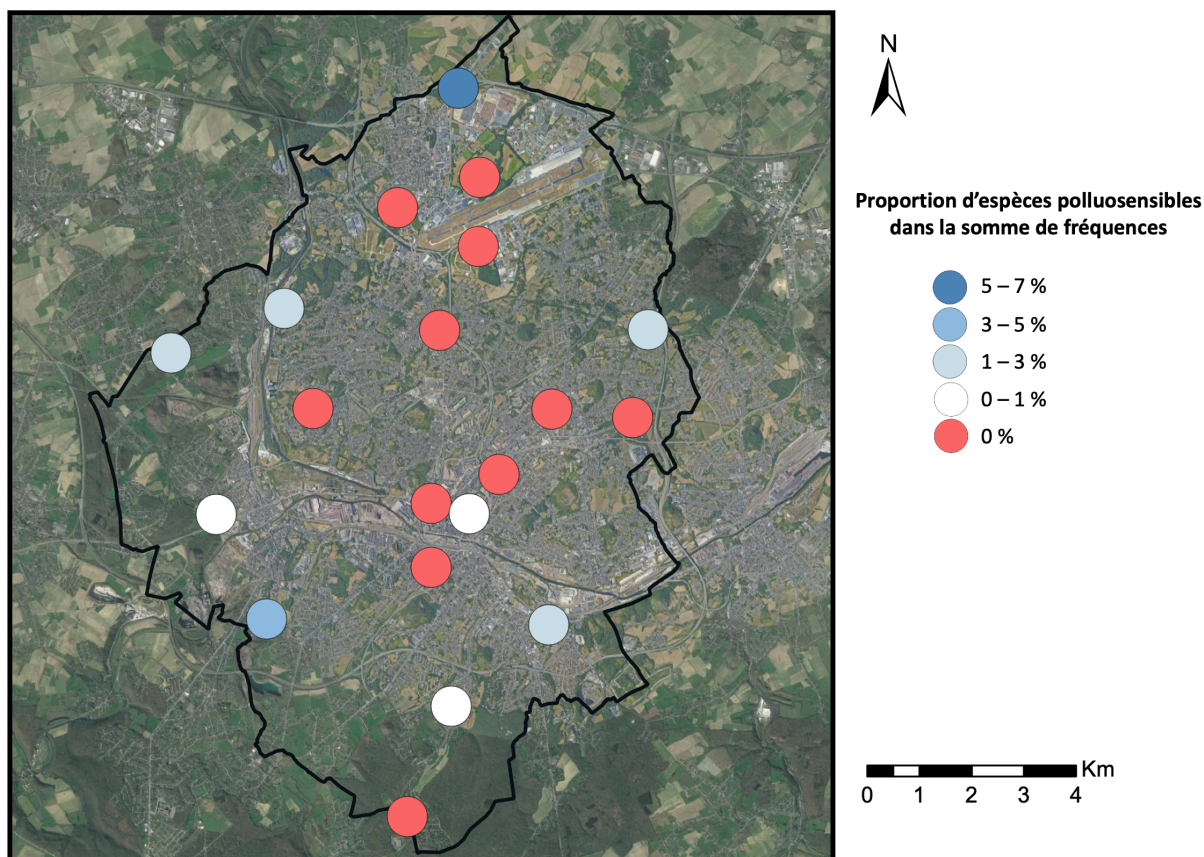 N
Proportion d’espèces polluosensibles
dans la somme de fréquences
5 – 7 %
3 – 5 %
1 – 3 %
0 – 1 %
0 %
Km
0 1 2 3 4